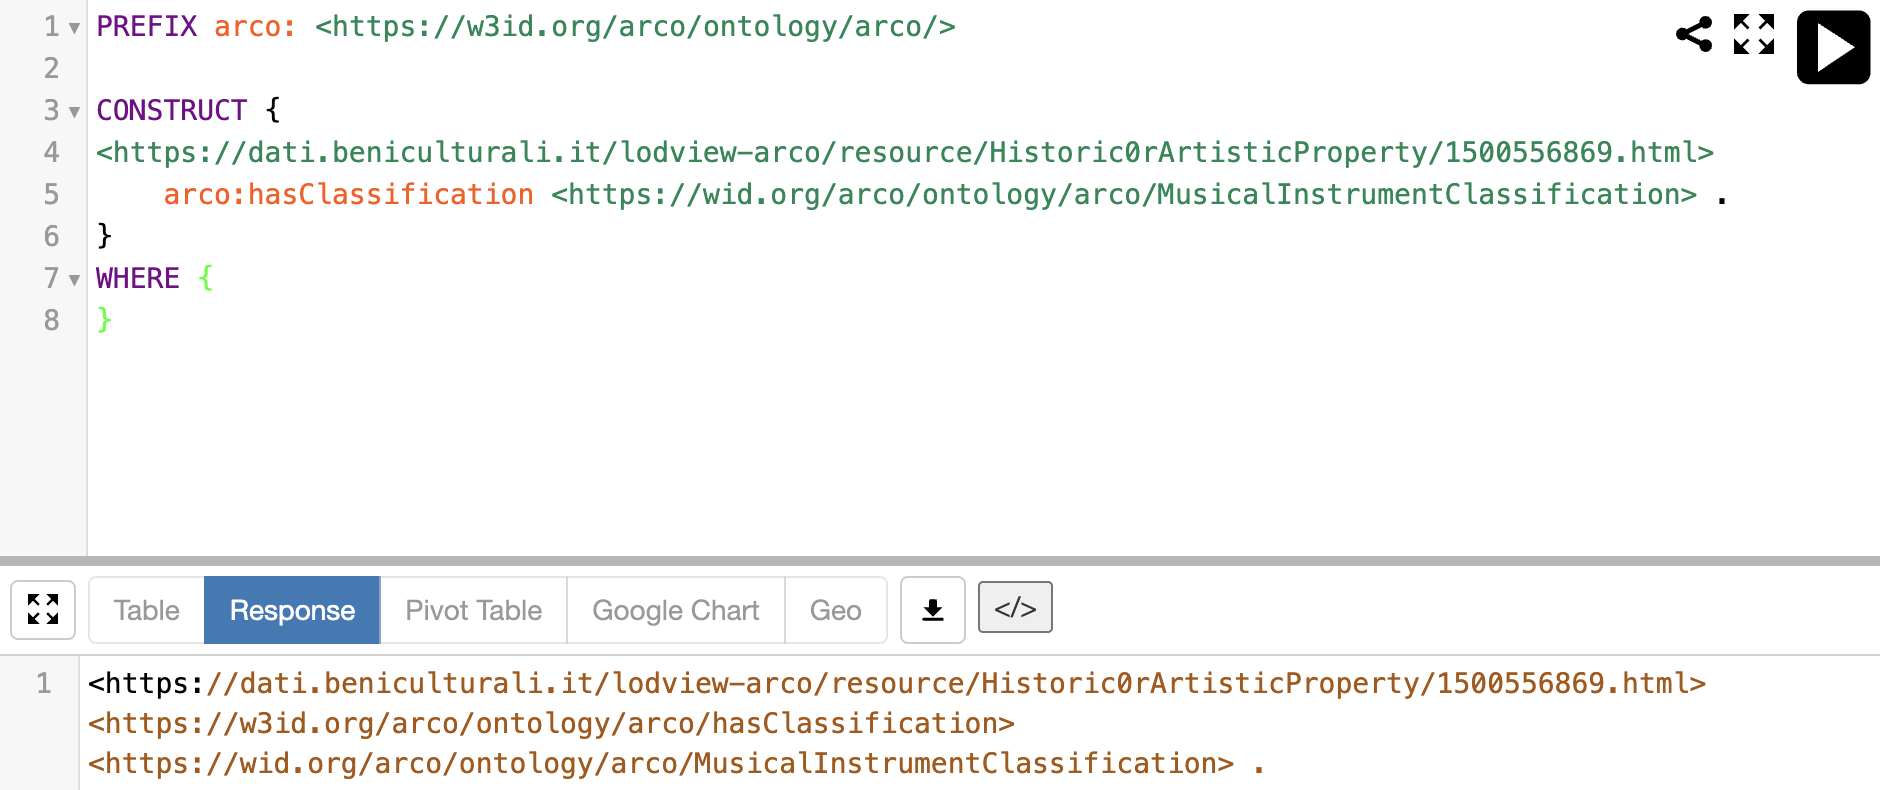 1 PREFIX arco: <https://w3id.org/arco/ontology/arco/>
2
3 CONSTRUCT {
4 <https://dati.beniculturali.it/lodview-arco/resource/Historic0rArtisticProperty/1500556869.html>
5 arco:hasClassification <https://wid.org/arco/ontology/arco/MusicalInstrumentClassification> .
6 }
7 WHERE {
8 }
Table Response Pivot Table Google Chart Geo </>
1 <https://dati.beniculturali.it/lodview-arco/resource/Historic0rArtisticProperty/1500556869.html>
<https://w3id.org/arco/ontology/arco/hasClassification>
<https://wid.org/arco/ontology/arco/MusicalInstrumentClassification> .